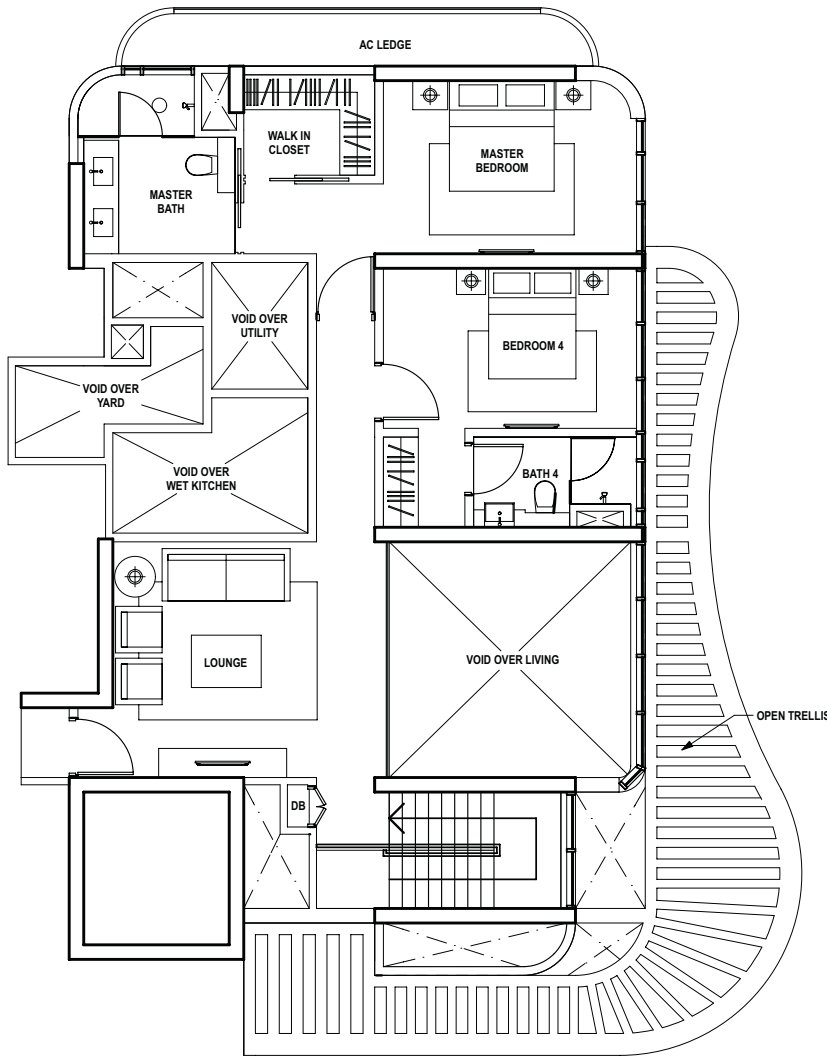 AC LEDGE
WALK IN
CLOSET
MASTER
BEDROOM
MASTER
BATH
VOID OVER
UTILITY
BEDROOM 4
VOID OVER
YARD
VOID OVER
WET KITCHEN
BATH 4
LOUNGE
VOID OVER LIVING
OPEN TRELLIS
DB